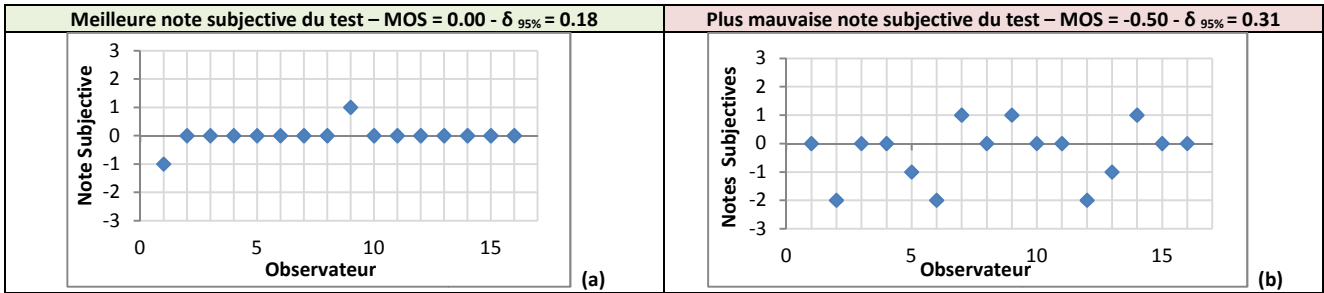 Meilleure note subjective du test – MOS = 0.00 - δ 95% = 0.18
3
2
1
0
-1
-2
-3
Note Subjective
0 5 10 15
Observateur
(a)
Plus mauvaise note subjective du test – MOS = -0.50 - δ 95% = 0.31
3
2
1
0
-1
-2
-3
Notes Subjectives
0 5 10 15
Observateur
(b)